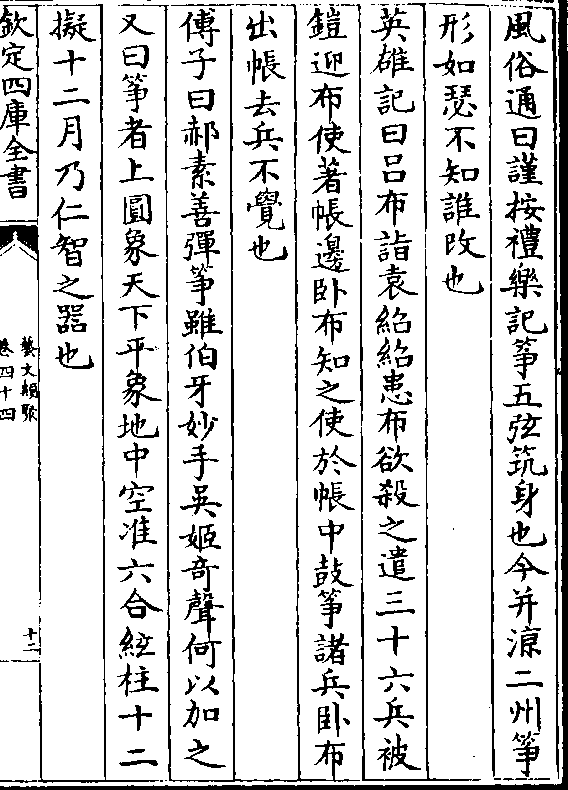 風俗通曰謹按禮樂記箏五弦筑身也今并涼二州箏
形如瑟不知誰改也
英雄記曰呂布詣袁紹紹患布欲殺之遣三十六兵被
鎧迎布使著帳邊卧布知之使於帳中鼓箏諸兵卧布
出帳去兵不覺也
傅子曰郝素善彈箏雖伯牙妙手吳姬奇聲何以加之
又曰箏者上圓象天下平象地中空准六合絃柱十二
擬十二月乃仁智之器也
欽定四庫全書
藝文類聚
卷四十四
十二